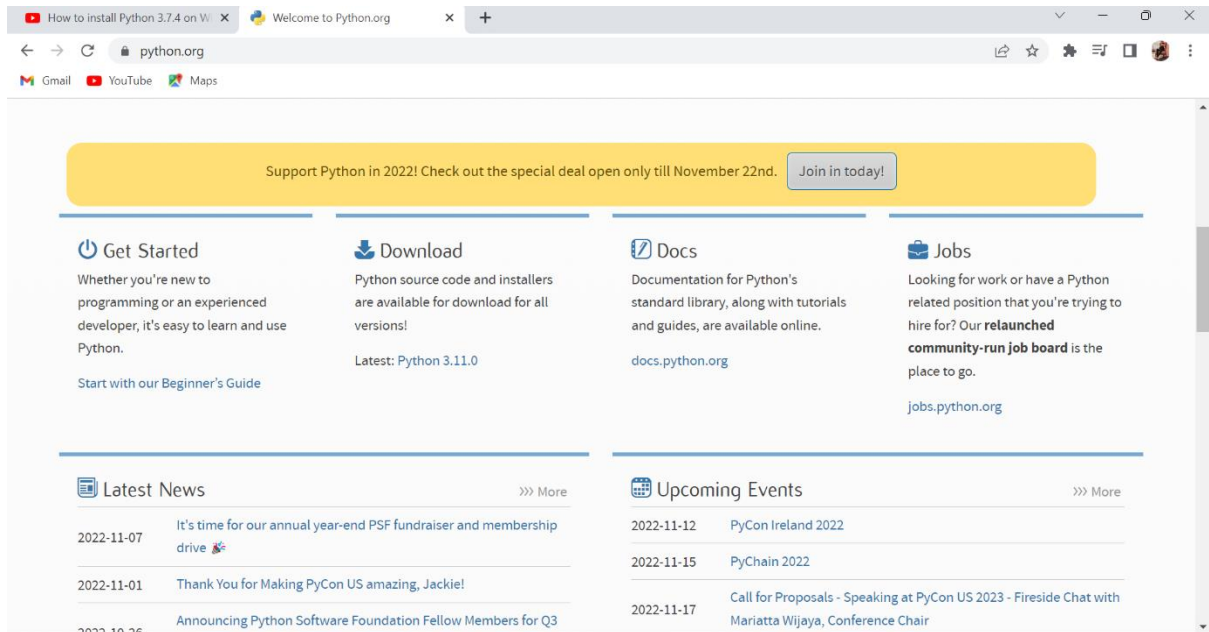 How to install Python 3.7.4 on Wi
Welcome to Python.org
python.org
Gmail
YouTube
Maps
Support Python in 2022! Check out the special deal open only till November 22nd.
Join in today!
Get Started
Whether you're new to
programming or an experienced
developer, it's easy to learn and use
Python.
Start with our Beginner's Guide
Download
Python source code and installers
are available for download for all
versions!
Latest: Python 3.11.0
Docs
Documentation for Python's
standard library, along with tutorials
and guides, are available online.
docs.python.org
Jobs
Looking for work or have a Python
related position that you're trying to
hire for? Our relaunched
community-run job board is the
place to go.
jobs.python.org
Latest News
>>> More
2022-11-07
It's time for our annual year-end PSF fundraiser and membership
drive 🎉
2022-11-01
Thank You for Making PyCon US amazing, Jackie!
2022-10-26
Announcing Python Software Foundation Fellow Members for Q3
Upcoming Events
>>> More
2022-11-12
PyCon Ireland 2022
2022-11-15
PyChain 2022
2022-11-17
Call for Proposals - Speaking at PyCon US 2023 - Fireside Chat with
Mariatta Wijaya, Conference Chair